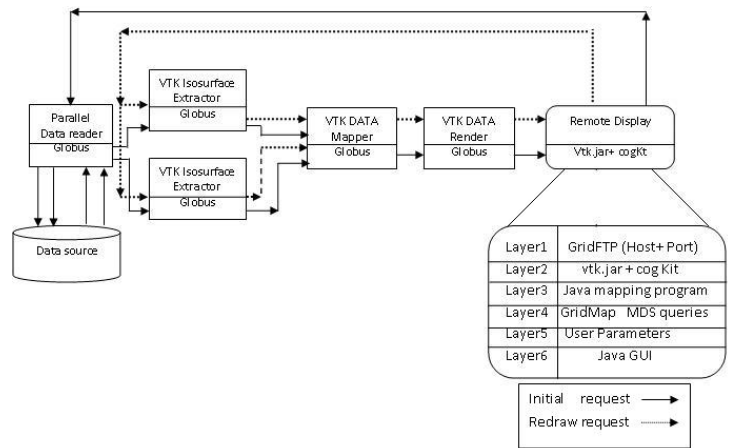 VTK Isosurface
Extractor
Globus
Parallel
Data reader
Globus
VTK DATA
Mapper
Globus
VTK DATA
Render
Globus
Remote Display
Vtk.jar+ cogKt
VTK Isosurface
Extractor
Globus
Data source
Layer1 GridFTP (Host+ Port)
Layer2 vtk.jar + cog Kit
Layer3 Java mapping program
Layer4 GridMap MDS queries
Layer5 User Parameters
Layer6 Java GUI
Initial request
Redraw request